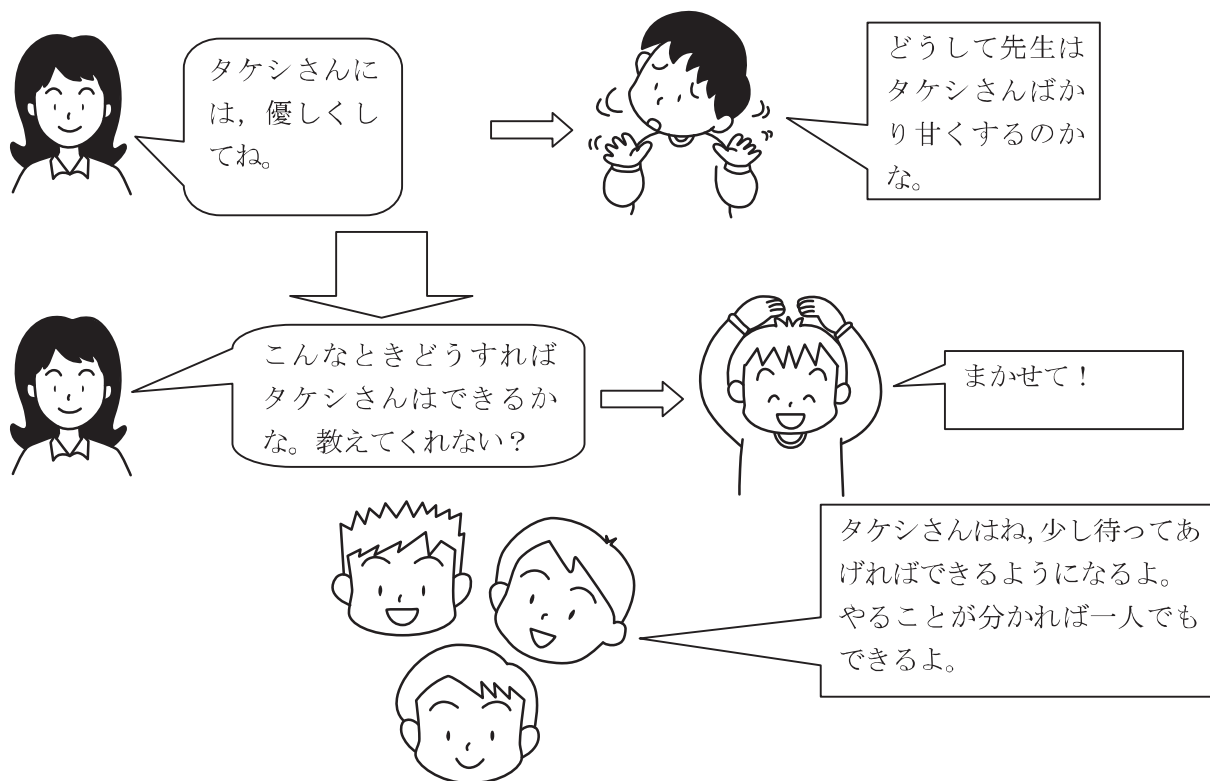 タケシさんに
は，優しくし
てね。
どうして先生は
タケシさんばか
り甘くするのか
な。
こんなときどうすれば
タケシさんはできるか
な。教えてくれない？
まかせて！
タケシさんはね,少し待ってあ
げればできるようになるよ。
やることが分かれば一人でも
できるよ。